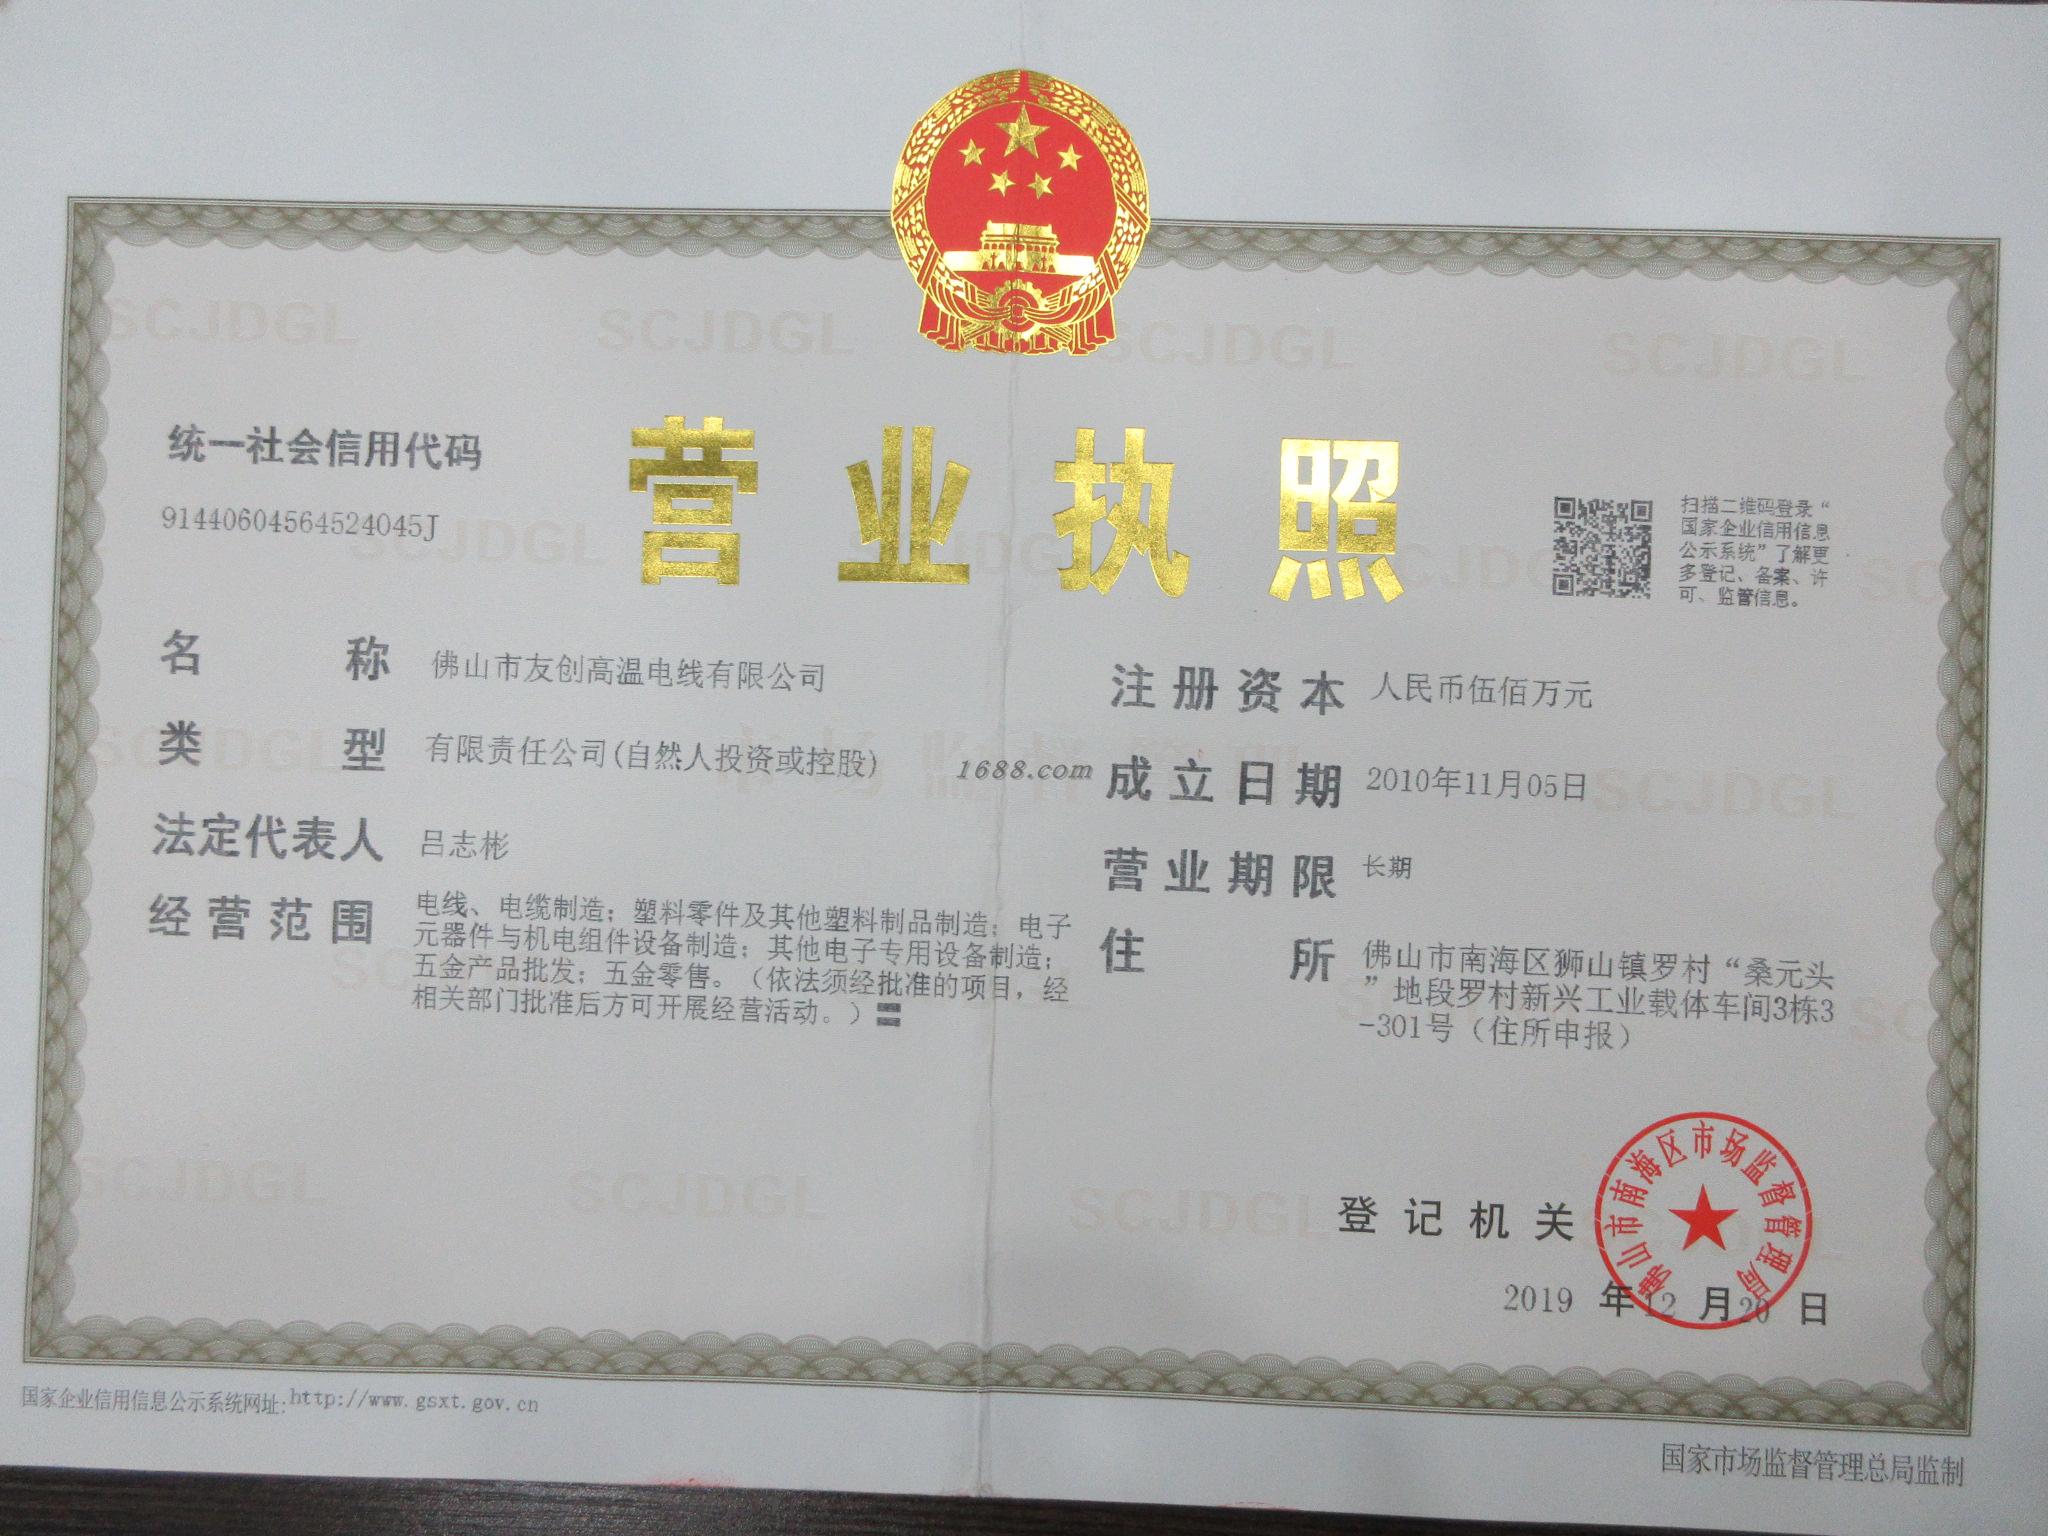 营业执照
统一社会信用代码
91440604564524045J
扫描二维码登录“
国家企业信用信息
公示系统”了解更
多登记、备案、许
可、监管信息。
名称 佛山市友创高温电线有限公司
类型 有限责任公司(自然人投资或控股)
法定代表人 吕志彬
经营范围 电线、电缆制造；塑料零件及其他塑料制品制造；电子
元器件与机电组件设备制造；其他电子专用设备制造；
五金产品批发；五金零售。（依法须经批准的项目，经
相关部门批准后方可开展经营活动。）〓
1688.com
注册资本 人民币伍佰万元
成立日期 2010年11月05日
营业期限 长期
住所 佛山市南海区狮山镇罗村“桑元头
”地段罗村新兴工业载体车间3栋3
-301号（住所申报）
登记机关
佛山市南海区市场监督管理局
2019 年 12 月 20 日
国家企业信用信息公示系统网址:http://www.gsxt.gov.cn
国家市场监督管理总局监制
SCJDGL